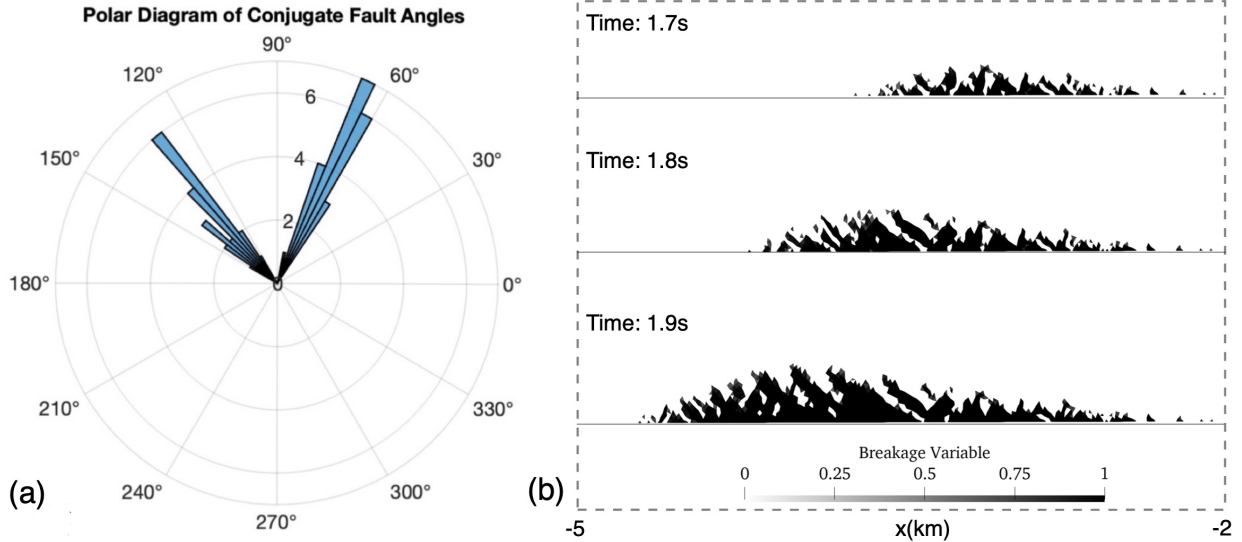 Polar Diagram of Conjugate Fault Angles
90°
120°
60°
150°
30°
180°
0°
210°
330°
240°
300°
270°
6
4
2
0
(a)
Time: 1.7s
Time: 1.8s
Time: 1.9s
Breakage Variable
0 0.25 0.5 0.75 1
(b)
-5 x(km) -2